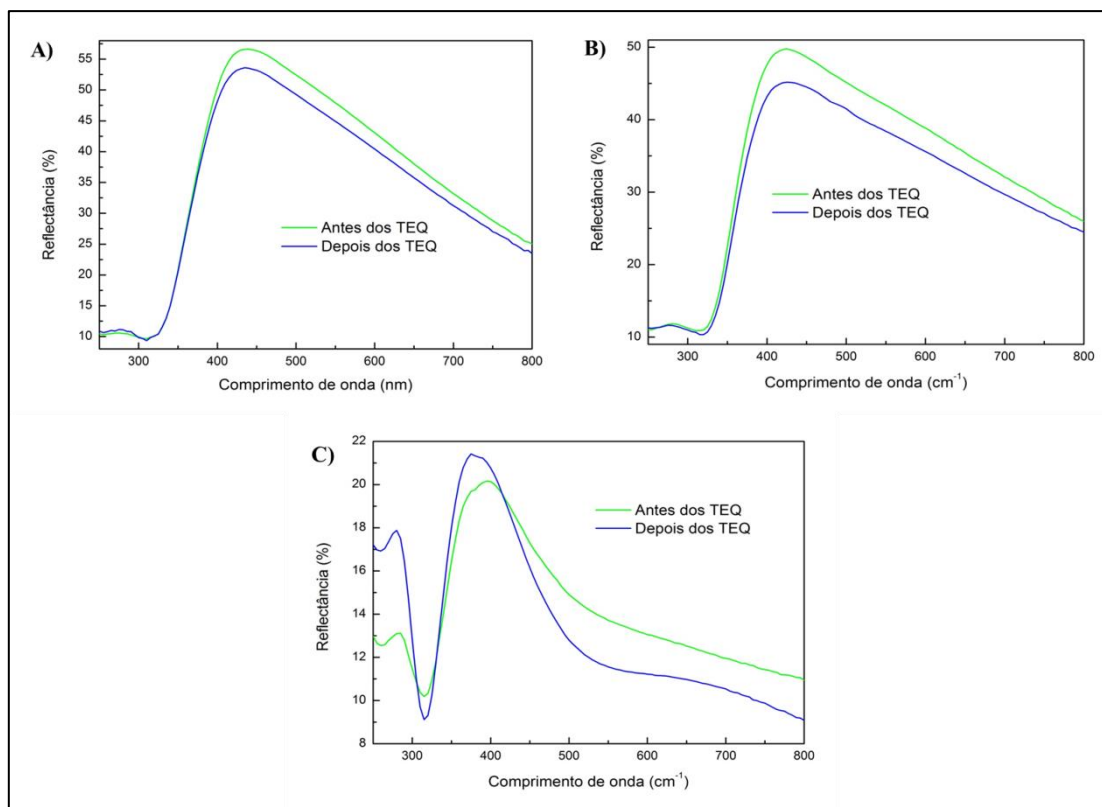 A)
55
50
45
40
35
30
25
20
15
10
300
400
500
600
700
800
Reflectância (%)
Comprimento de onda (nm)
Antes dos TEQ
Depois dos TEQ
B)
50
40
30
20
10
300
400
500
600
700
800
Reflectância (%)
Comprimento de onda (cm⁻¹)
Antes dos TEQ
Depois dos TEQ
C)
22
20
18
16
14
12
10
8
300
400
500
600
700
800
Reflectância (%)
Comprimento de onda (cm⁻¹)
Antes dos TEQ
Depois dos TEQ